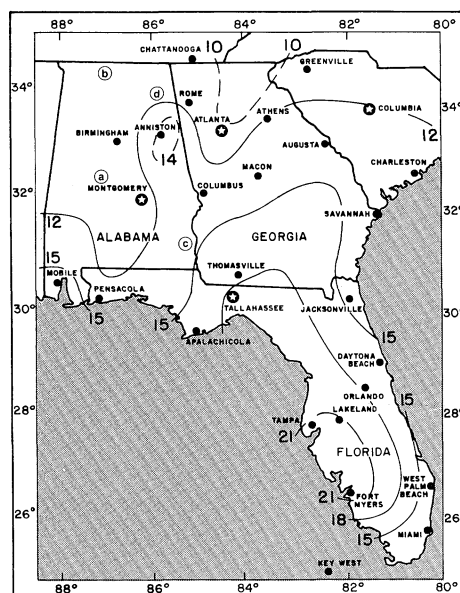 88° 86° 84° 82° 80°
CHATTANOOGA
10
10
34°
b
GREENVILLE
34°
d
ROME
ATLANTA
ATHENS
COLUMBIA
ANNISTON
BIRMINGHAM
14
12
AUGUSTA
a
MACON
CHARLESTON
32°
MONTGOMERY
COLUMBUS
32°
12
SAVANNAH
ALABAMA
c
GEORGIA
15
MOBILE
THOMASVILLE
PENSACOLA
TALLAHASSEE
JACKSONVILLE
30°
15
15
30°
15
APALACHICOLA
DAYTONA
BEACH
ORLANDO
15
28°
LAKELAND
28°
TAMPA
21
FLORIDA
WEST
PALM
BEACH
21
FORT
MYERS
26°
18
26°
15
MIAMI
KEY WEST
88° 86° 84° 82° 80°